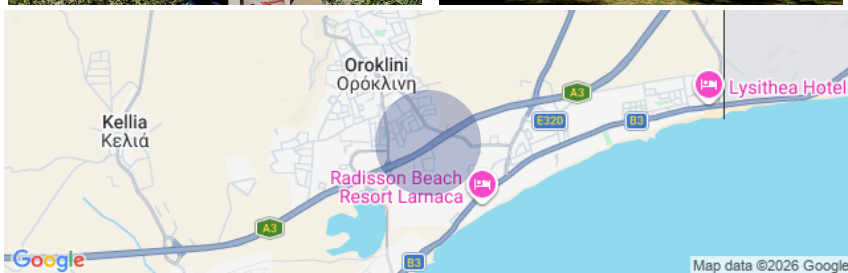 Oroklini
Ορόκλινη
A3
Lysithea Hotel
Kellia
Κελιά
E320
B3
Radisson Beach
Resort Larnaca
A3
B3
Google
Map data ©2026 Google